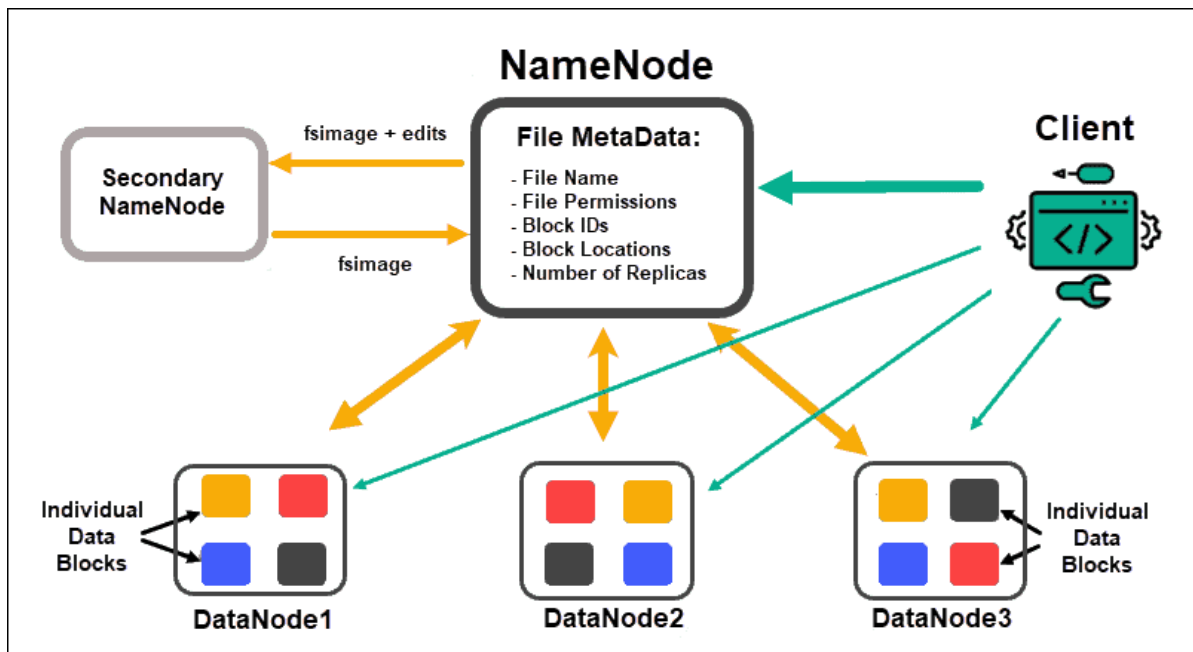 NameNode
fsimage + edits
Secondary
NameNode
fsimage
File MetaData:
- File Name
- File Permissions
- Block IDs
- Block Locations
- Number of Replicas
Client
</>
Individual
Data
Blocks
Individual
Data
Blocks
DataNode1
DataNode2
DataNode3